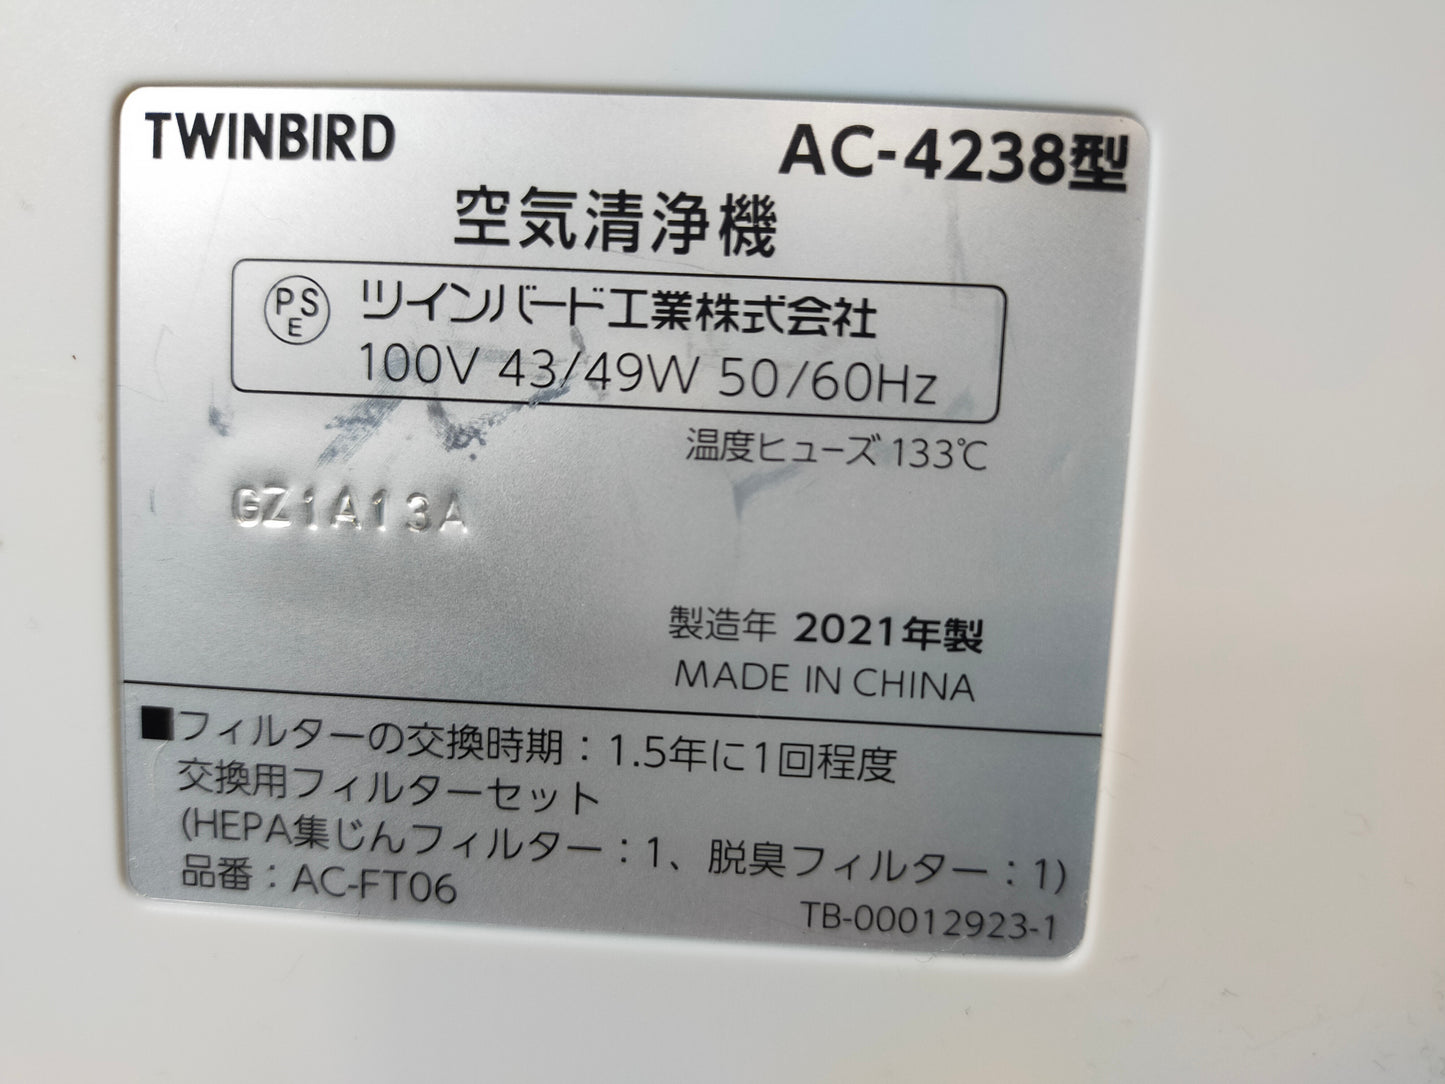 TWINBIRD
AC-4238型
空気清浄機
PSE ツインバード工業株式会社
100V 43/49W 50/60Hz
温度ヒューズ 133℃
GZ1A13A
製造年 2021年製
MADE IN CHINA
■フィルターの交換時期：1.5年に1回程度
交換用フィルターセット
(HEPA集じんフィルター：1、脱臭フィルター：1)
品番：AC-FT06
TB-00012923-1